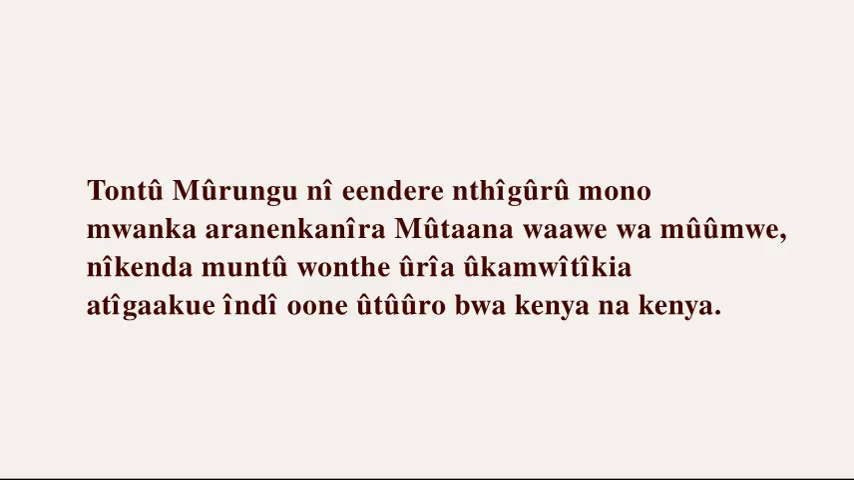 Tontû Mûrungu nî eendere nthîgûrû mono
mwanka aranenkanîra Mûtaana waawe wa mûûmwe,
nîkenda muntû wonthe ûrîa ûkamwîtîkia
atîgaakue îndî oone ûtûûro bwa kenya na kenya.